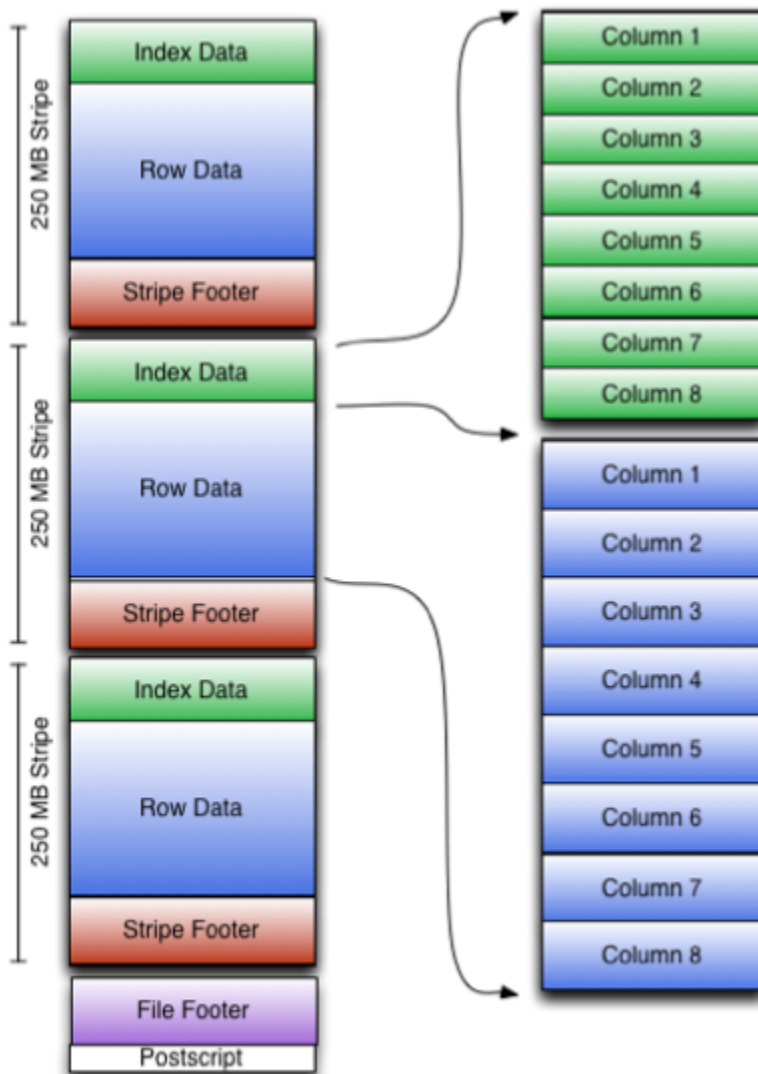 250 MB Stripe
Index Data
Row Data
Stripe Footer
250 MB Stripe
Index Data
Row Data
Stripe Footer
250 MB Stripe
Index Data
Row Data
Stripe Footer
File Footer
Postscript
Column 1
Column 2
Column 3
Column 4
Column 5
Column 6
Column 7
Column 8
Column 1
Column 2
Column 3
Column 4
Column 5
Column 6
Column 7
Column 8